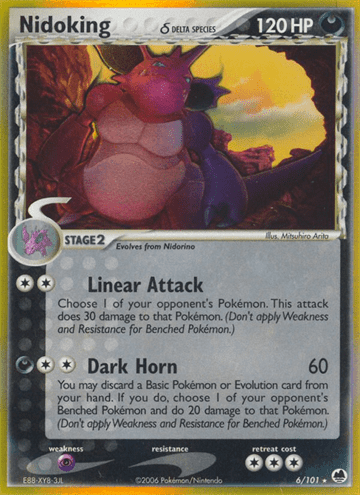 Nidoking δ DELTA SPECIES 120 HP
Illus. Mitsuhiro Arita
STAGE 2
Evolves from Nidorino
Linear Attack
Choose 1 of your opponent's Pokémon. This attack
does 30 damage to that Pokémon. (Don't apply Weakness
and Resistance for Benched Pokémon.)
Dark Horn 60
You may discard a Basic Pokémon or Evolution card from
your hand. If you do, choose 1 of your opponent's
Benched Pokémon and do 20 damage to that Pokémon.
(Don't apply Weakness and Resistance for Benched Pokémon.)
weakness resistance retreat cost
E88-XY8-3JL ©2006 Pokémon/Nintendo 6/101 ★